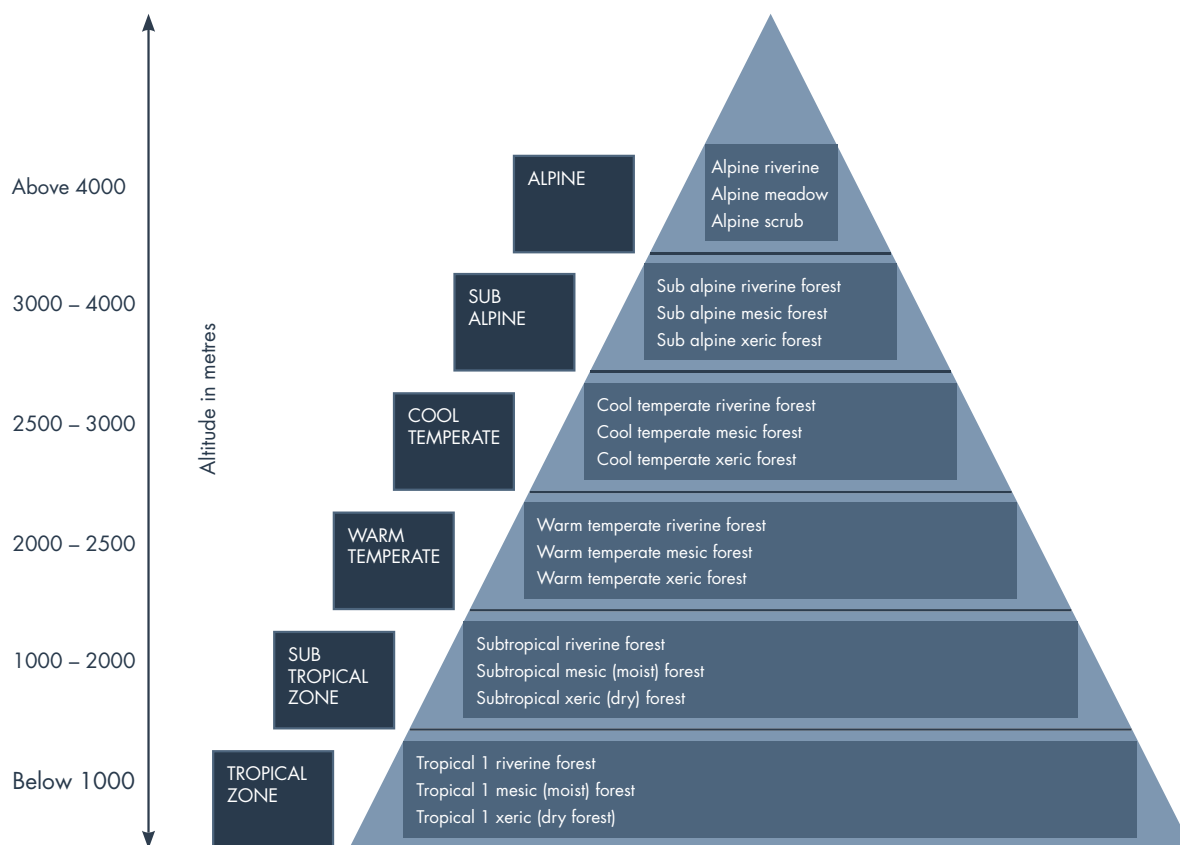 Above 4000
ALPINE
Alpine riverine
Alpine meadow
Alpine scrub
3000 – 4000
SUB
ALPINE
Sub alpine riverine forest
Sub alpine mesic forest
Sub alpine xeric forest
Altitude in metres
2500 – 3000
COOL
TEMPERATE
Cool temperate riverine forest
Cool temperate mesic forest
Cool temperate xeric forest
2000 – 2500
WARM
TEMPERATE
Warm temperate riverine forest
Warm temperate mesic forest
Warm temperate xeric forest
1000 – 2000
SUB
TROPICAL
ZONE
Subtropical riverine forest
Subtropical mesic (moist) forest
Subtropical xeric (dry) forest
Below 1000
TROPICAL
ZONE
Tropical 1 riverine forest
Tropical 1 mesic (moist) forest
Tropical 1 xeric (dry forest)